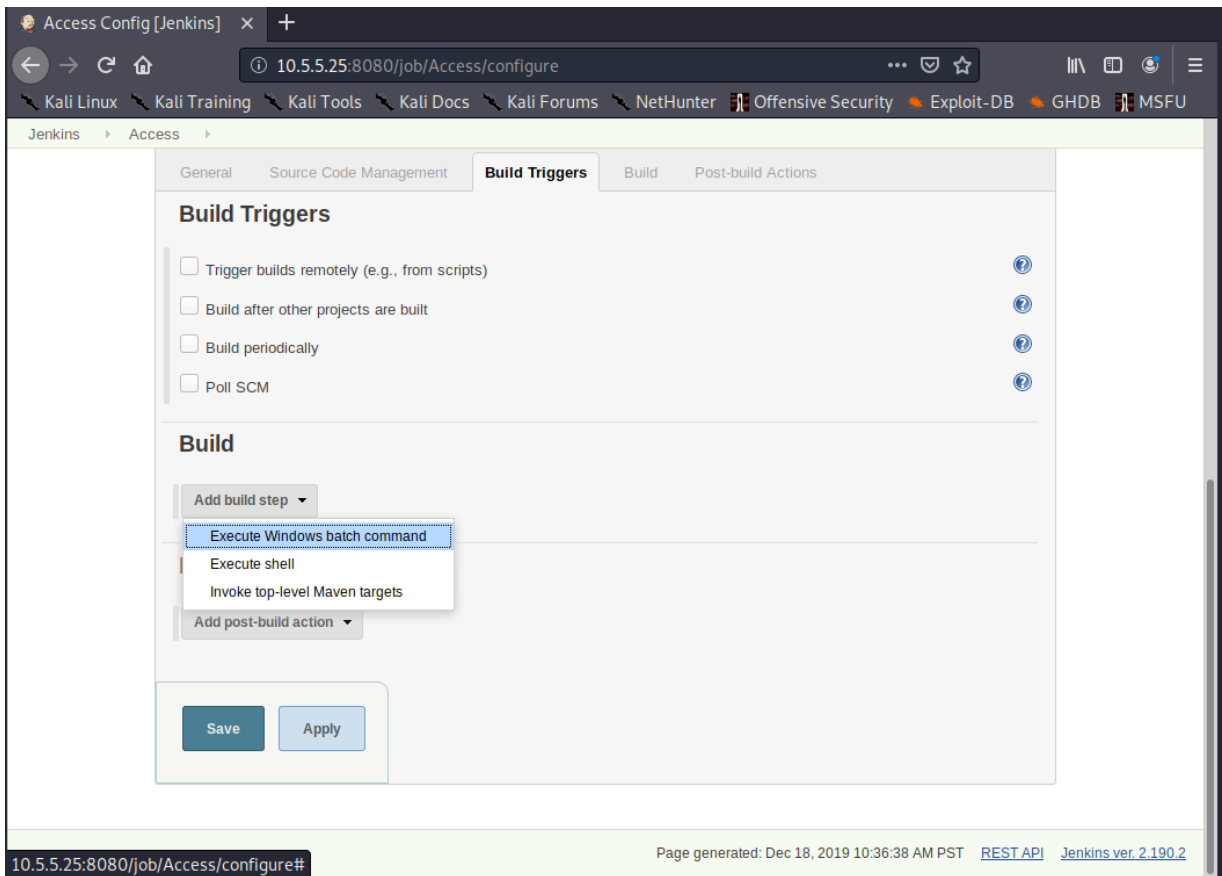 Access Config [Jenkins]
10.5.5.25:8080/job/Access/configure
Kali Linux Kali Training Kali Tools Kali Docs Kali Forums NetHunter Offensive Security Exploit-DB GHDB MSFU
Jenkins Access
General Source Code Management Build Triggers Build Post-build Actions
Build Triggers
Trigger builds remotely (e.g., from scripts)
Build after other projects are built
Build periodically
Poll SCM
Build
Add build step
Execute Windows batch command
Execute shell
Invoke top-level Maven targets
Add post-build action
Save Apply
Page generated: Dec 18, 2019 10:36:38 AM PST REST API Jenkins ver. 2.190.2
10.5.5.25:8080/job/Access/configure#